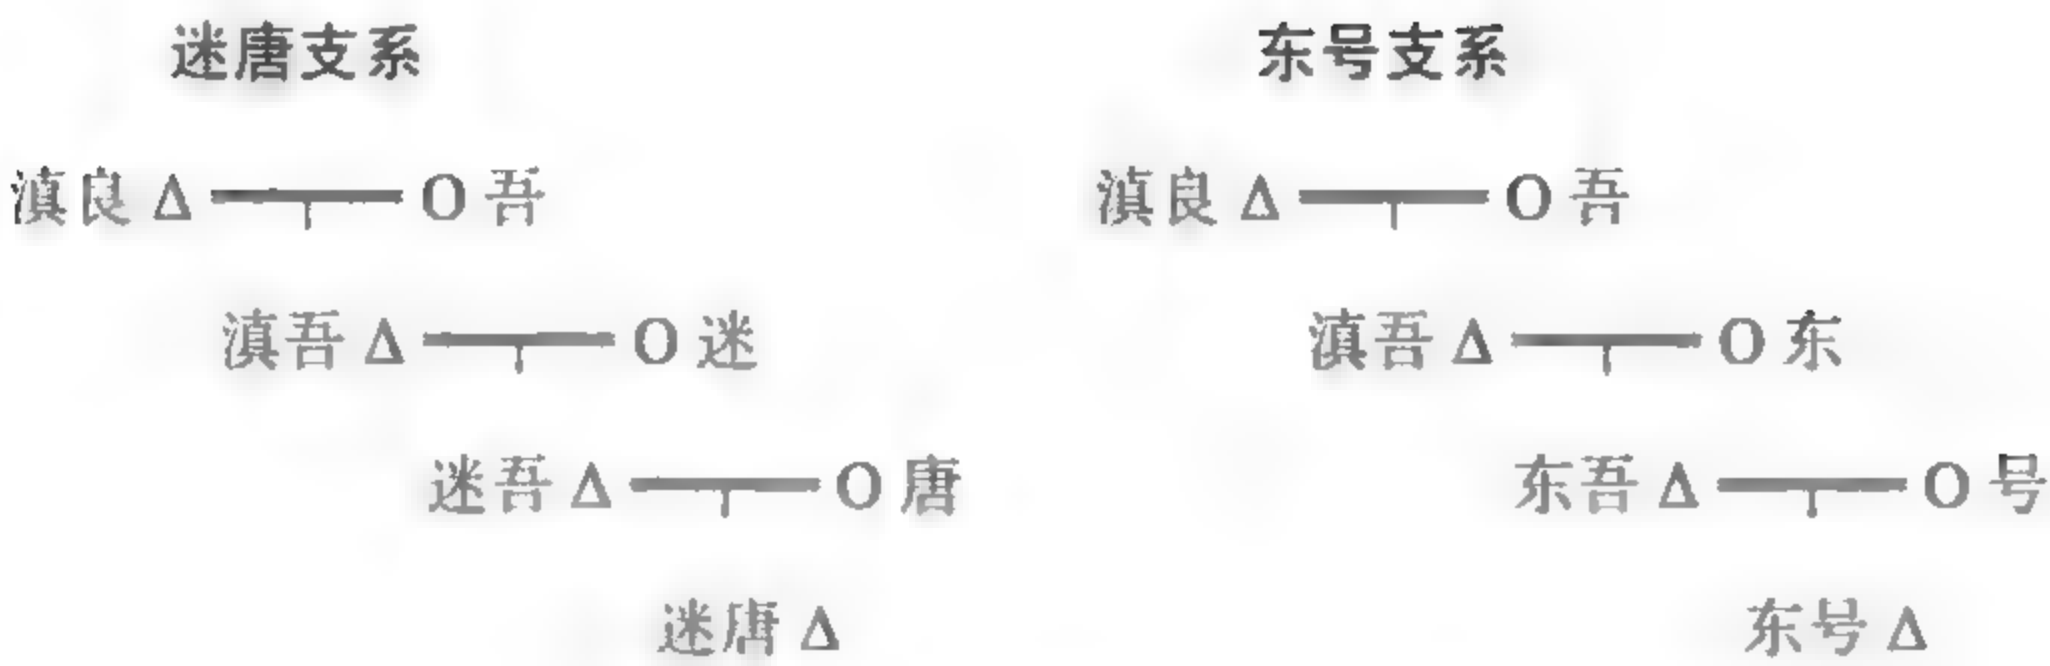 迷唐支系
滇良 Δ O 吾
滇吾 Δ O 迷
迷吾 Δ O 唐
迷唐 Δ
东号支系
滇良 Δ O 吾
滇吾 Δ O 东
东吾 Δ O 号
东号 Δ